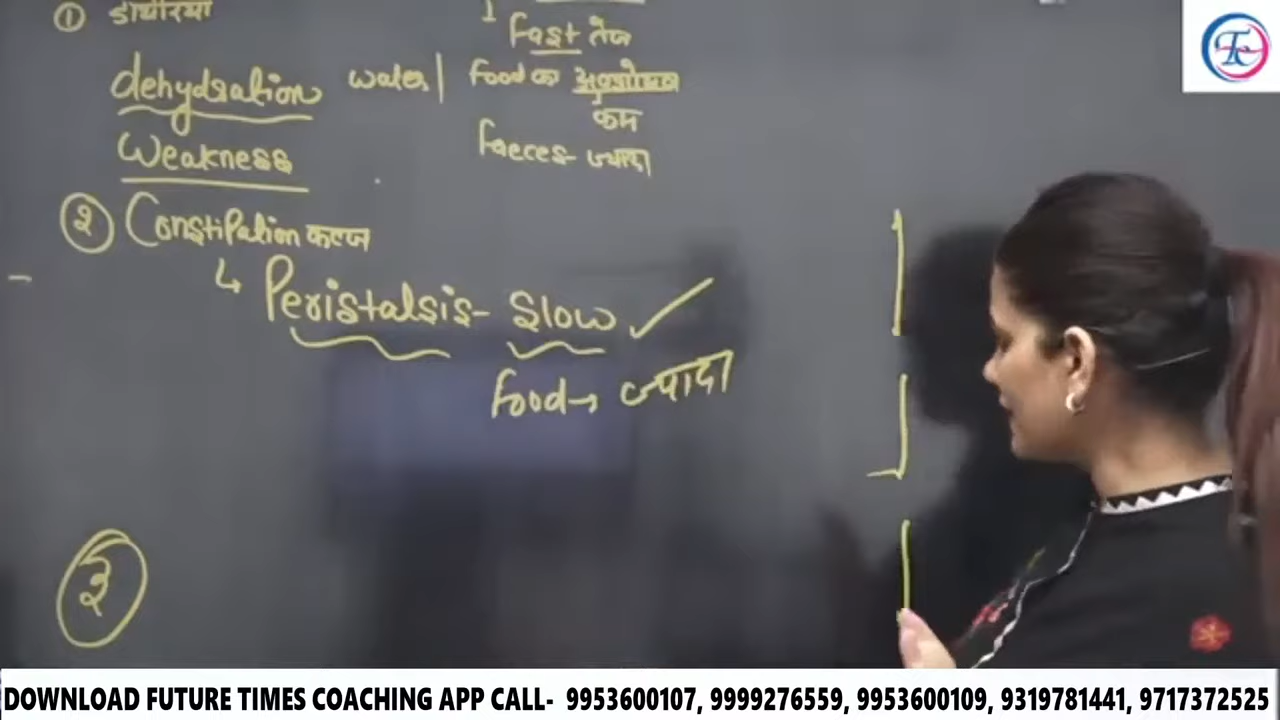 ① डायरिया
Fast तेज
dehydration water | food का अवशोषण
कम
Weakness
faeces- ज्यादा
② Constipation कब्ज
↳ Peristalsis- Slow ✓
food → ज्यादा
३
DOWNLOAD FUTURE TIMES COACHING APP CALL- 9953600107, 9999276559, 9953600109, 9319781441, 9717372525